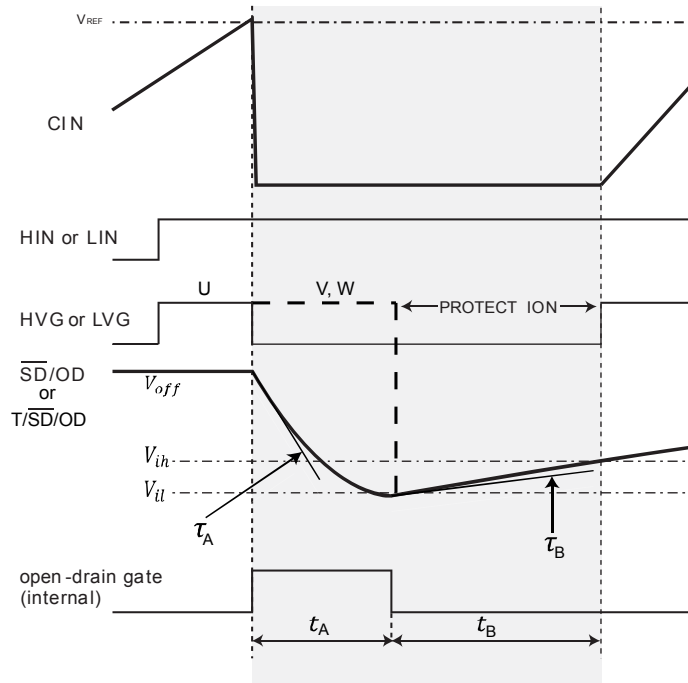 VREF
CIN
HIN or LIN
U
V, W
HVG or LVG
PROTECT ION
SD/OD
or
T/SD/OD
Voff
Vih
Vil
τA
τB
open-drain gate
(internal)
tA
tB